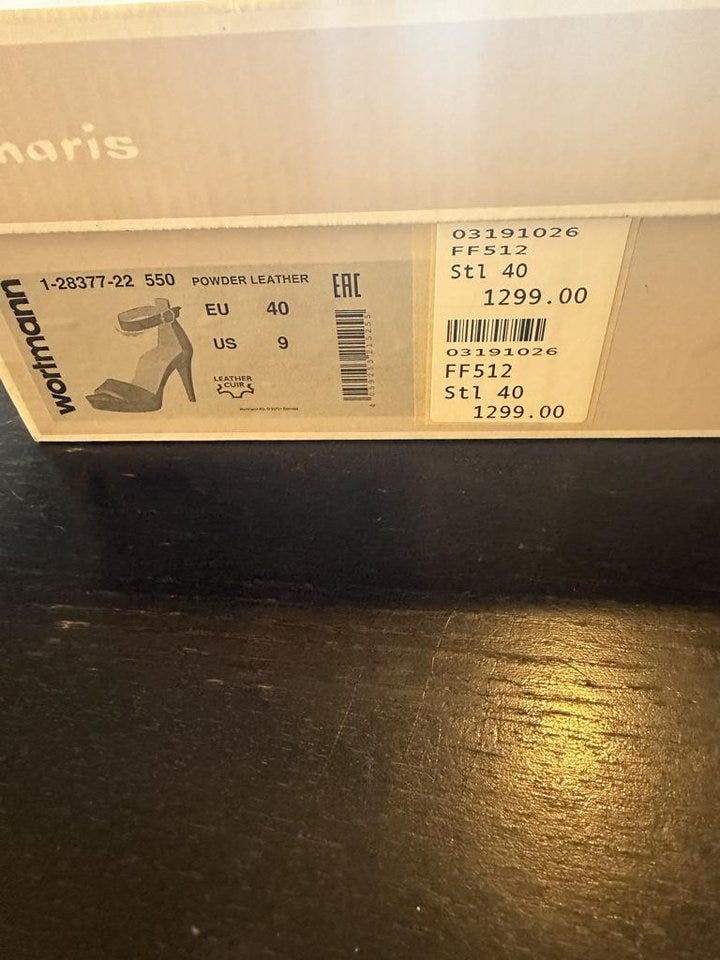 maris
wortmann
1-28377-22 550 POWDER LEATHER
EU 40
US 9
LEATHER
CUIR
EAC
03191026
FF512
Stl 40
1299.00
03191026
FF512
Stl 40
1299.00